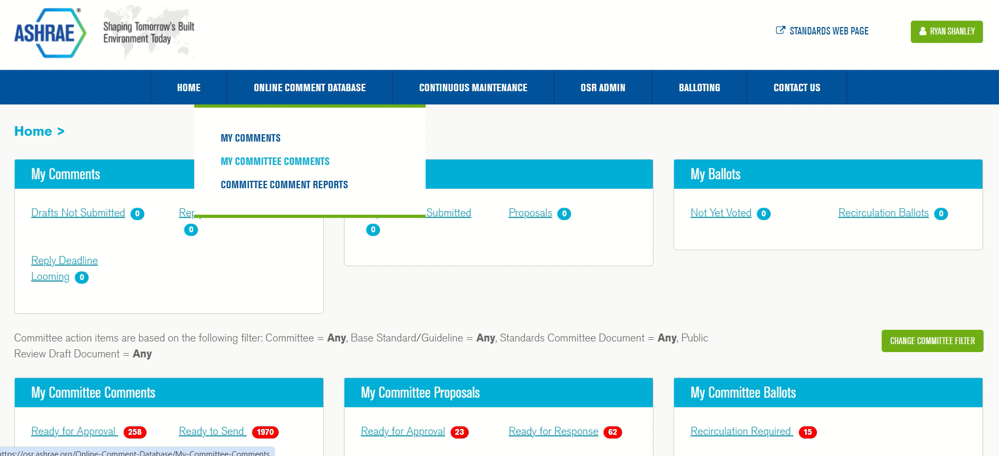 ASHRAE®
Shaping Tomorrow's Built
Environment Today
STANDARDS WEB PAGE
RYAN SHANLEY
HOME
ONLINE COMMENT DATABASE
CONTINUOUS MAINTENANCE
OSR ADMIN
BALLOTING
CONTACT US
Home >
MY COMMENTS
MY COMMITTEE COMMENTS
COMMITTEE COMMENT REPORTS
My Comments
Drafts Not Submitted 0
0
Reply Deadline
Looming 0
Submitted
0
Proposals 0
My Ballots
Not Yet Voted 0
Recirculation Ballots 0
Committee action items are based on the following filter: Committee = Any, Base Standard/Guideline = Any, Standards Committee Document = Any, Public
Review Draft Document = Any
CHANGE COMMITTEE FILTER
My Committee Comments
Ready for Approval 258
Ready to Send 1970
My Committee Proposals
Ready for Approval 23
Ready for Response 62
My Committee Ballots
Recirculation Required 15
https://osr.ashrae.org/Online-Comment-Database/My-Committee-Comments